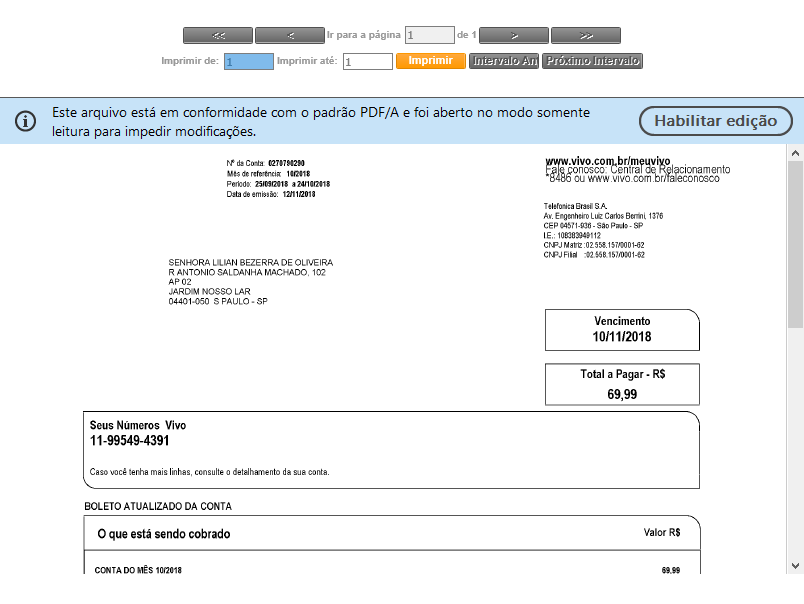 << < Ir para a página 1 de 1 > >>
Imprimir de: 1 Imprimir até: 1 Imprimir Intervalo An Próximo Intervalo
Este arquivo está em conformidade com o padrão PDF/A e foi aberto no modo somente
leitura para impedir modificações.
Habilitar edição
Nº da Conta: 0270790290
Mês de referência: 10/2018
Período: 25/09/2018 a 24/10/2018
Data de emissão: 12/11/2018
www.vivo.com.br/meuvivo
Fale conosco: Central de Relacionamento
*8486 ou www.vivo.com.br/faleconosco
Telefonica Brasil S.A.
Av. Engenheiro Luiz Carlos Berrini, 1376
CEP 04571-936 - São Paulo - SP
I.E.: 108383949112
CNPJ Matriz :02.558.157/0001-62
CNPJ Filial :02.558.157/0001-62
SENHORA LILIAN BEZERRA DE OLIVEIRA
R ANTONIO SALDANHA MACHADO, 102
AP 02
JARDIM NOSSO LAR
04401-050 S PAULO - SP
Vencimento
10/11/2018
Total a Pagar - R$
69,99
Seus Números Vivo
11-99549-4391
Caso você tenha mais linhas, consulte o detalhamento da sua conta.
BOLETO ATUALIZADO DA CONTA
O que está sendo cobrado Valor R$
CONTA DO MÊS 10/2018 69,99